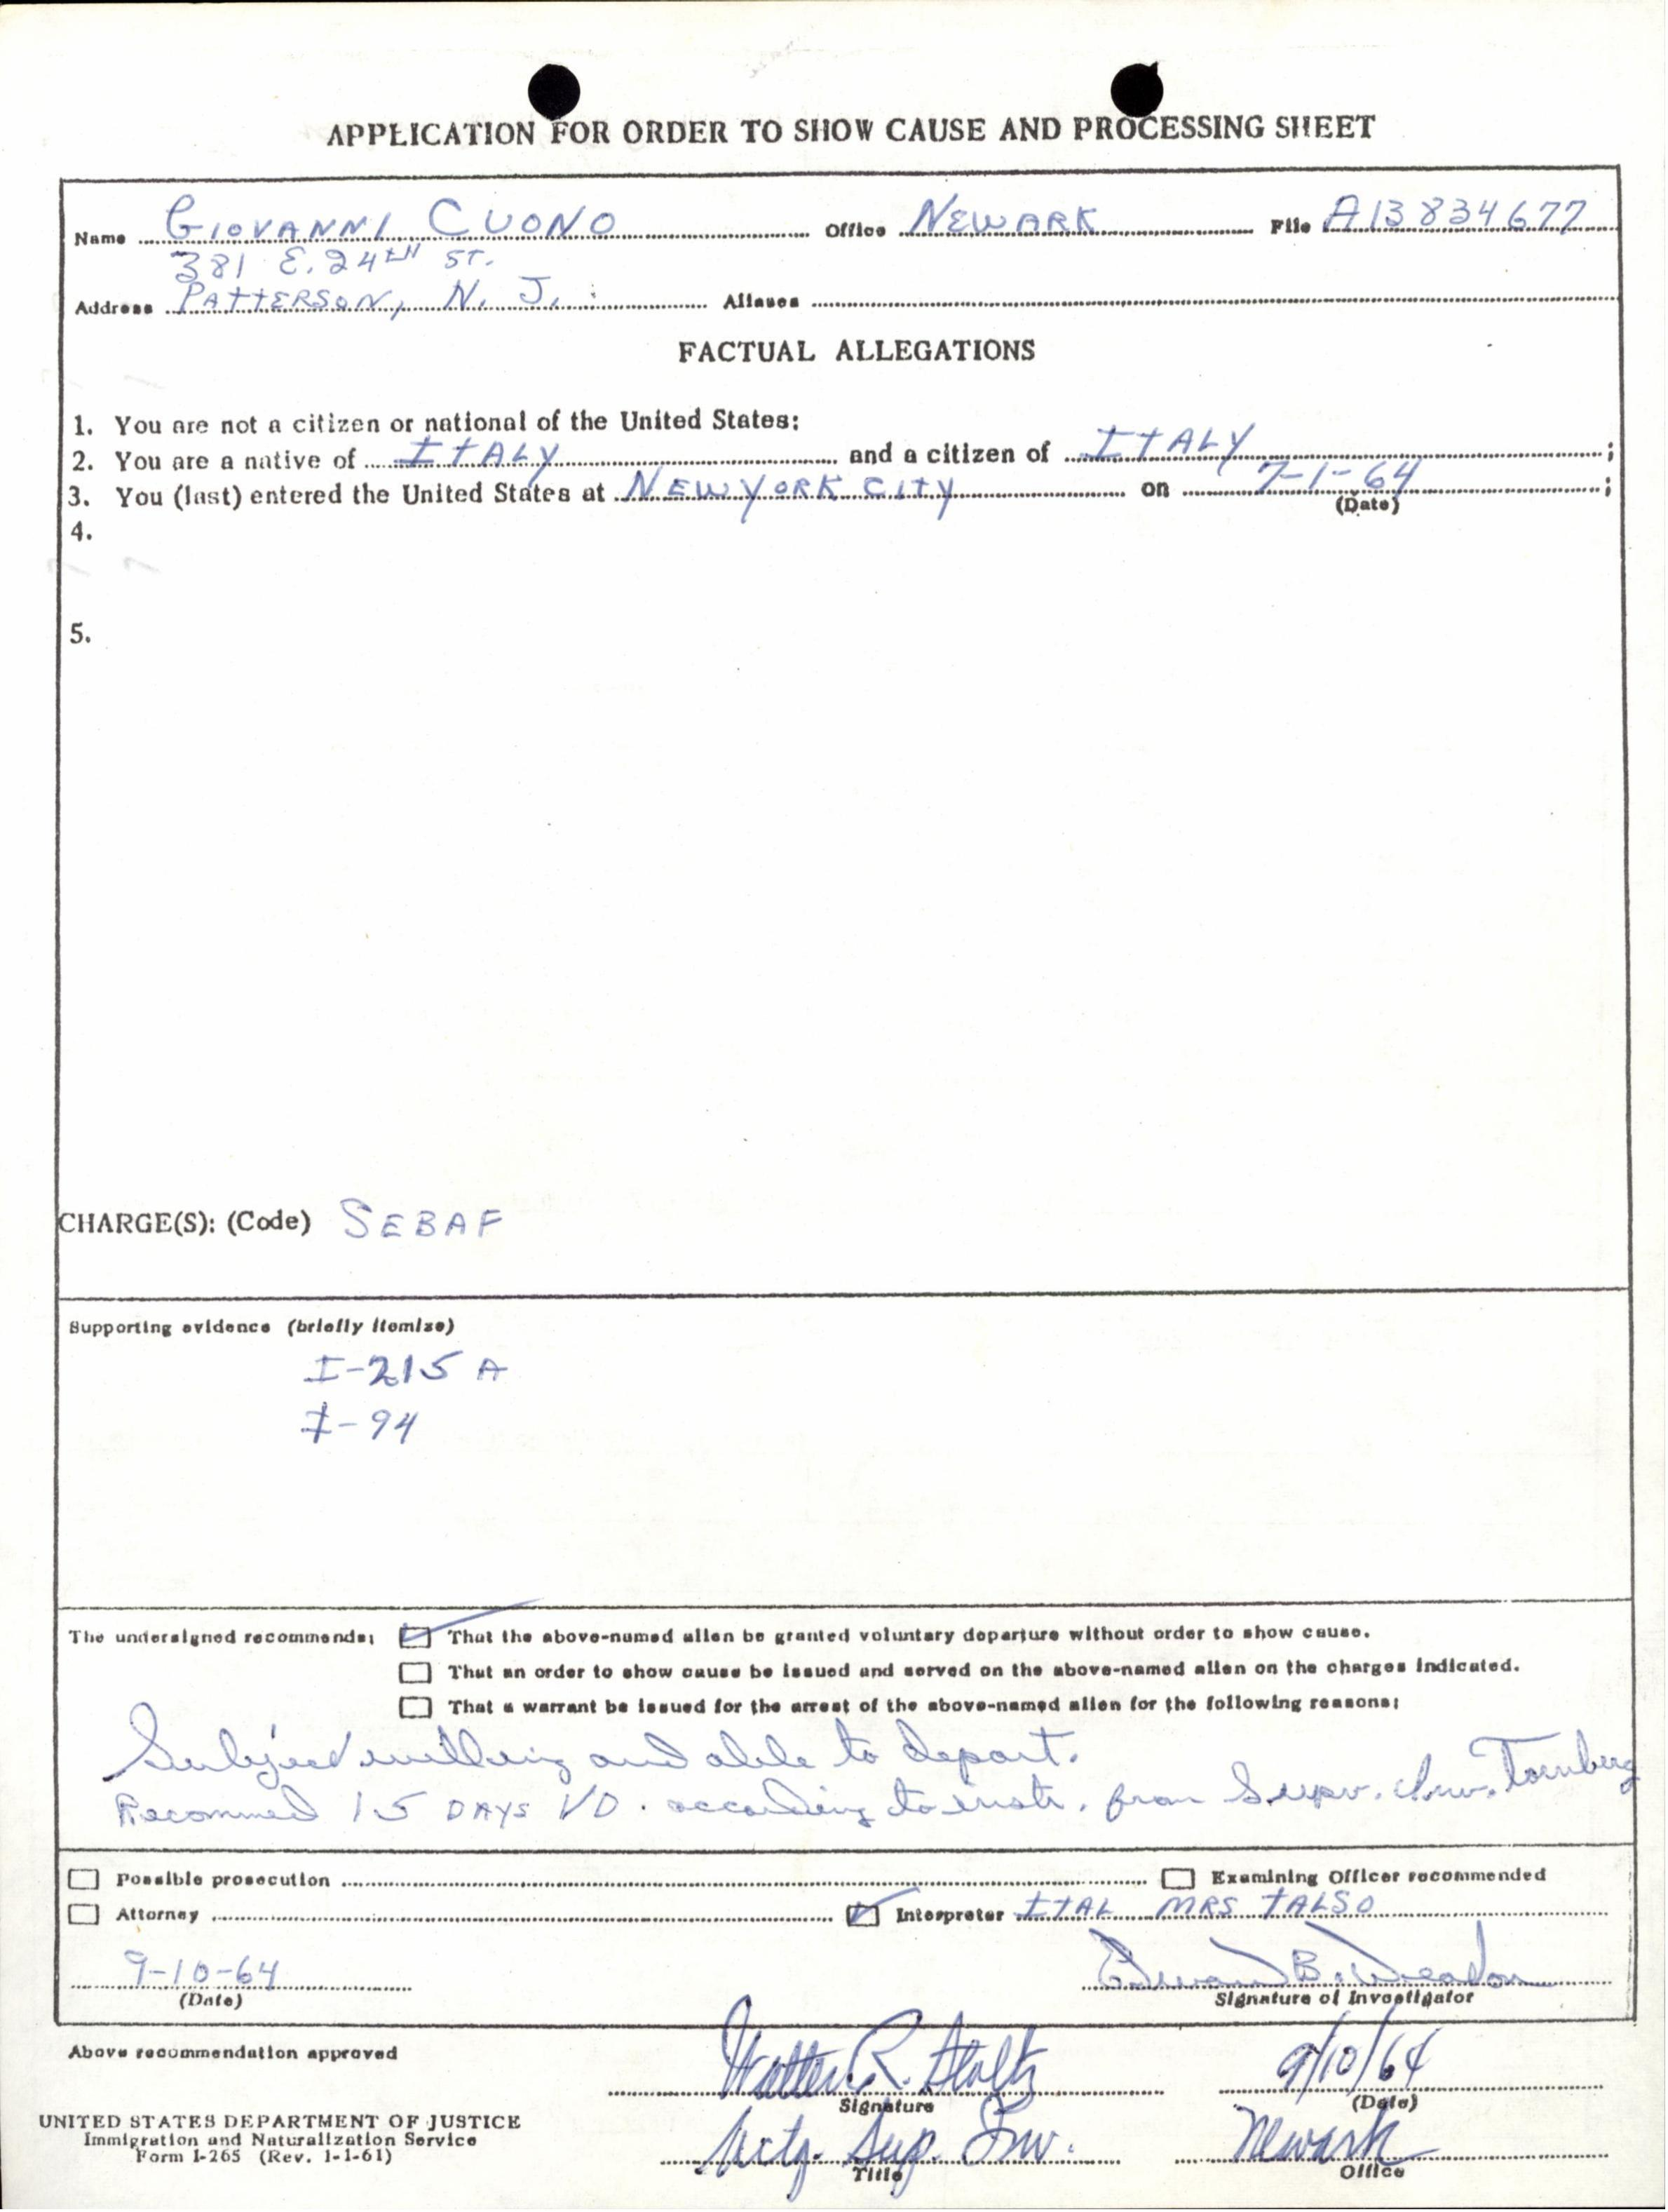 APPLICATION FOR ORDER TO SHOW CAUSE AND PROCESSING SHEET
Name GIOVANNI CUONO Office NEWARK File A13834677
381 E. 24TH ST.
Address PATTERSON, N. J. Aliases
FACTUAL ALLEGATIONS
1. You are not a citizen or national of the United States;
2. You are a native of ITALY and a citizen of ITALY ;
3. You (last) entered the United States at NEW YORK CITY on 7-1-64 ;
(Date)
4.
5.
CHARGE(S): (Code) SEBAF
Supporting evidence (briefly itemize)
I-215 A
I-94
The undersigned recommends: That the above-named alien be granted voluntary departure without order to show cause.
That an order to show cause be issued and served on the above-named alien on the charges indicated.
That a warrant be issued for the arrest of the above-named alien for the following reasons:
Subject willing and able to depart.
Recommend 15 DAYS V.D. according to instr. from Supv. Inv. Tornberg
Possible prosecution Examining Officer recommended
Attorney Interpreter ITAL MRS TALSO
9-10-64 Edward B. Weadon
(Date) Signature of Investigator
Above recommendation approved
Walter R. Stoltz 9/10/64
Signature (Date)
UNITED STATES DEPARTMENT OF JUSTICE
Immigration and Naturalization Service
Form I-265 (Rev. 1-1-61)
Actg. Sup. Inv. Newark
Title Office